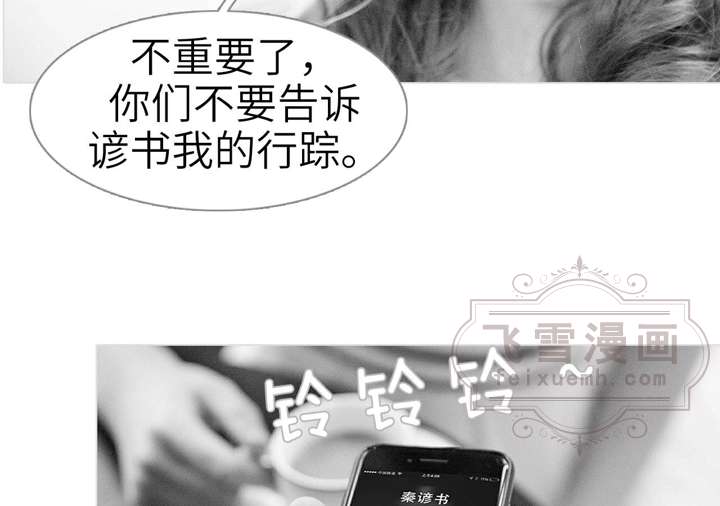 不重要了，
你们不要告诉
谚书我的行踪。
飞雪漫画
feixuemh.com
铃铃铃~
秦谚书